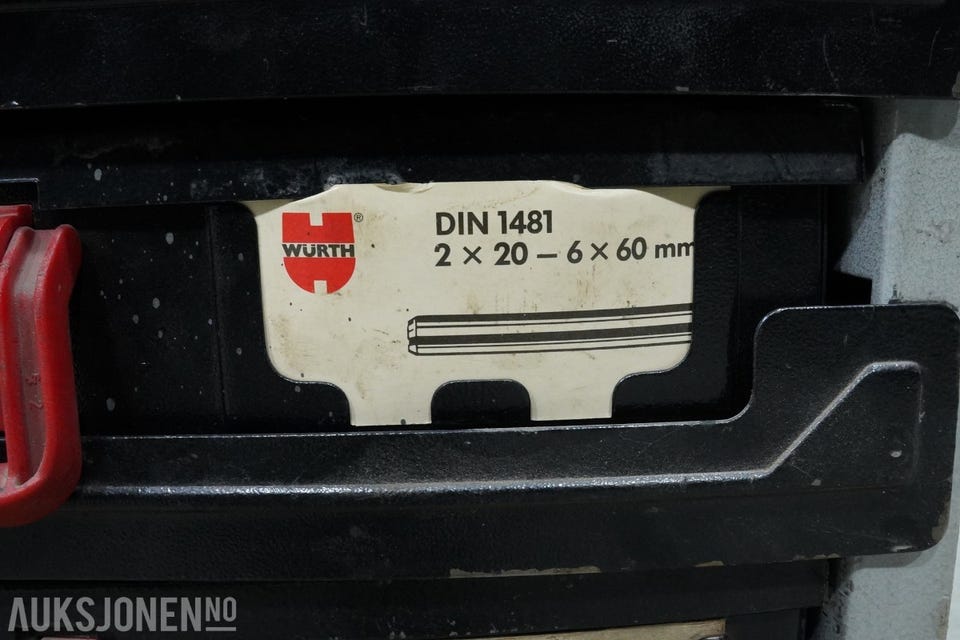 WÜRTH®
DIN 1481
2 × 20 – 6 × 60 mm
AUKSJONEN.NO